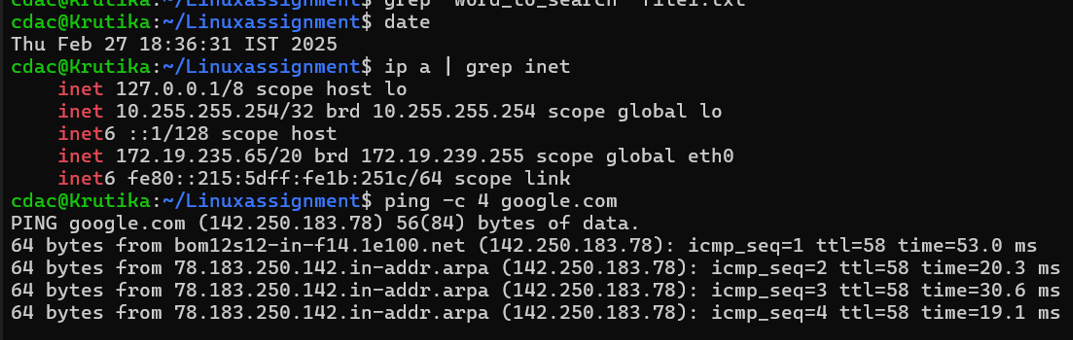 grep "word_to_search" file1.txt
cdac@Krutika:~/Linuxassignment$ date
Thu Feb 27 18:36:31 IST 2025
cdac@Krutika:~/Linuxassignment$ ip a | grep inet
    inet 127.0.0.1/8 scope host lo
    inet 10.255.255.254/32 brd 10.255.255.254 scope global lo
    inet6 ::1/128 scope host
    inet 172.19.235.65/20 brd 172.19.239.255 scope global eth0
    inet6 fe80::215:5dff:fe1b:251c/64 scope link
cdac@Krutika:~/Linuxassignment$ ping -c 4 google.com
PING google.com (142.250.183.78) 56(84) bytes of data.
64 bytes from bom12s12-in-f14.1e100.net (142.250.183.78): icmp_seq=1 ttl=58 time=53.0 ms
64 bytes from 78.183.250.142.in-addr.arpa (142.250.183.78): icmp_seq=2 ttl=58 time=20.3 ms
64 bytes from 78.183.250.142.in-addr.arpa (142.250.183.78): icmp_seq=3 ttl=58 time=30.6 ms
64 bytes from 78.183.250.142.in-addr.arpa (142.250.183.78): icmp_seq=4 ttl=58 time=19.1 ms